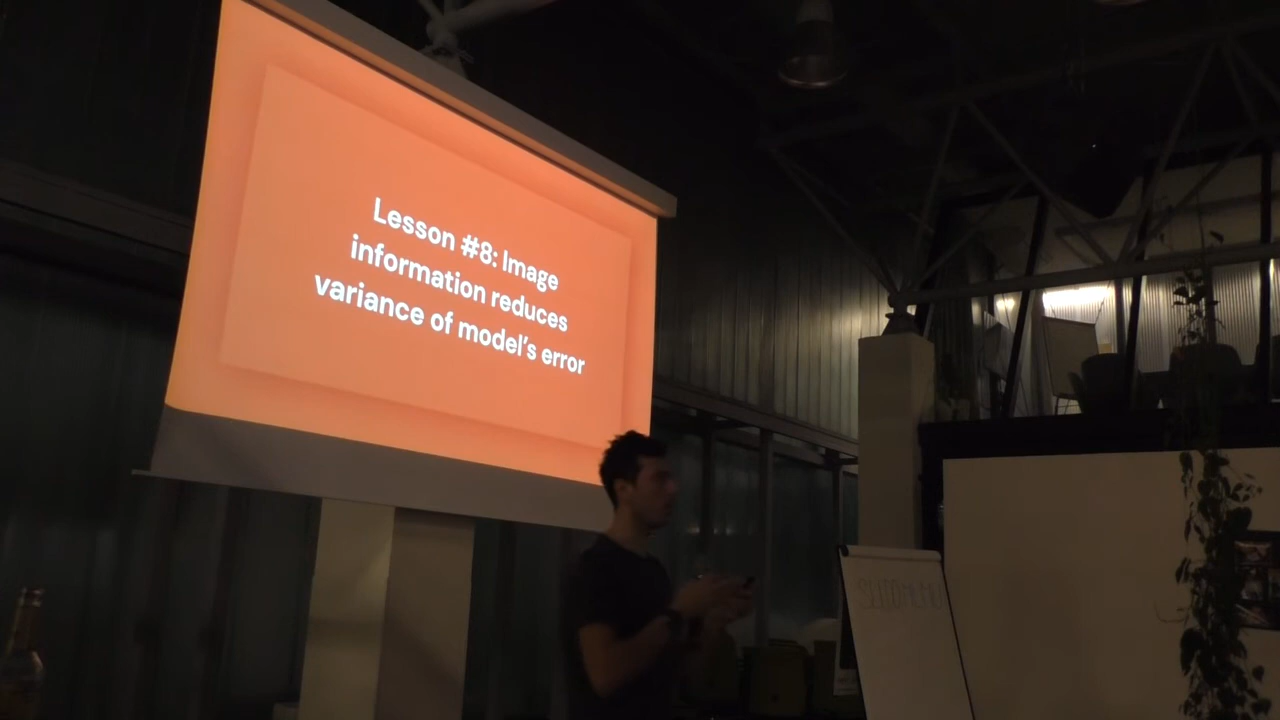 Lesson #8: Image
information reduces
variance of model's error